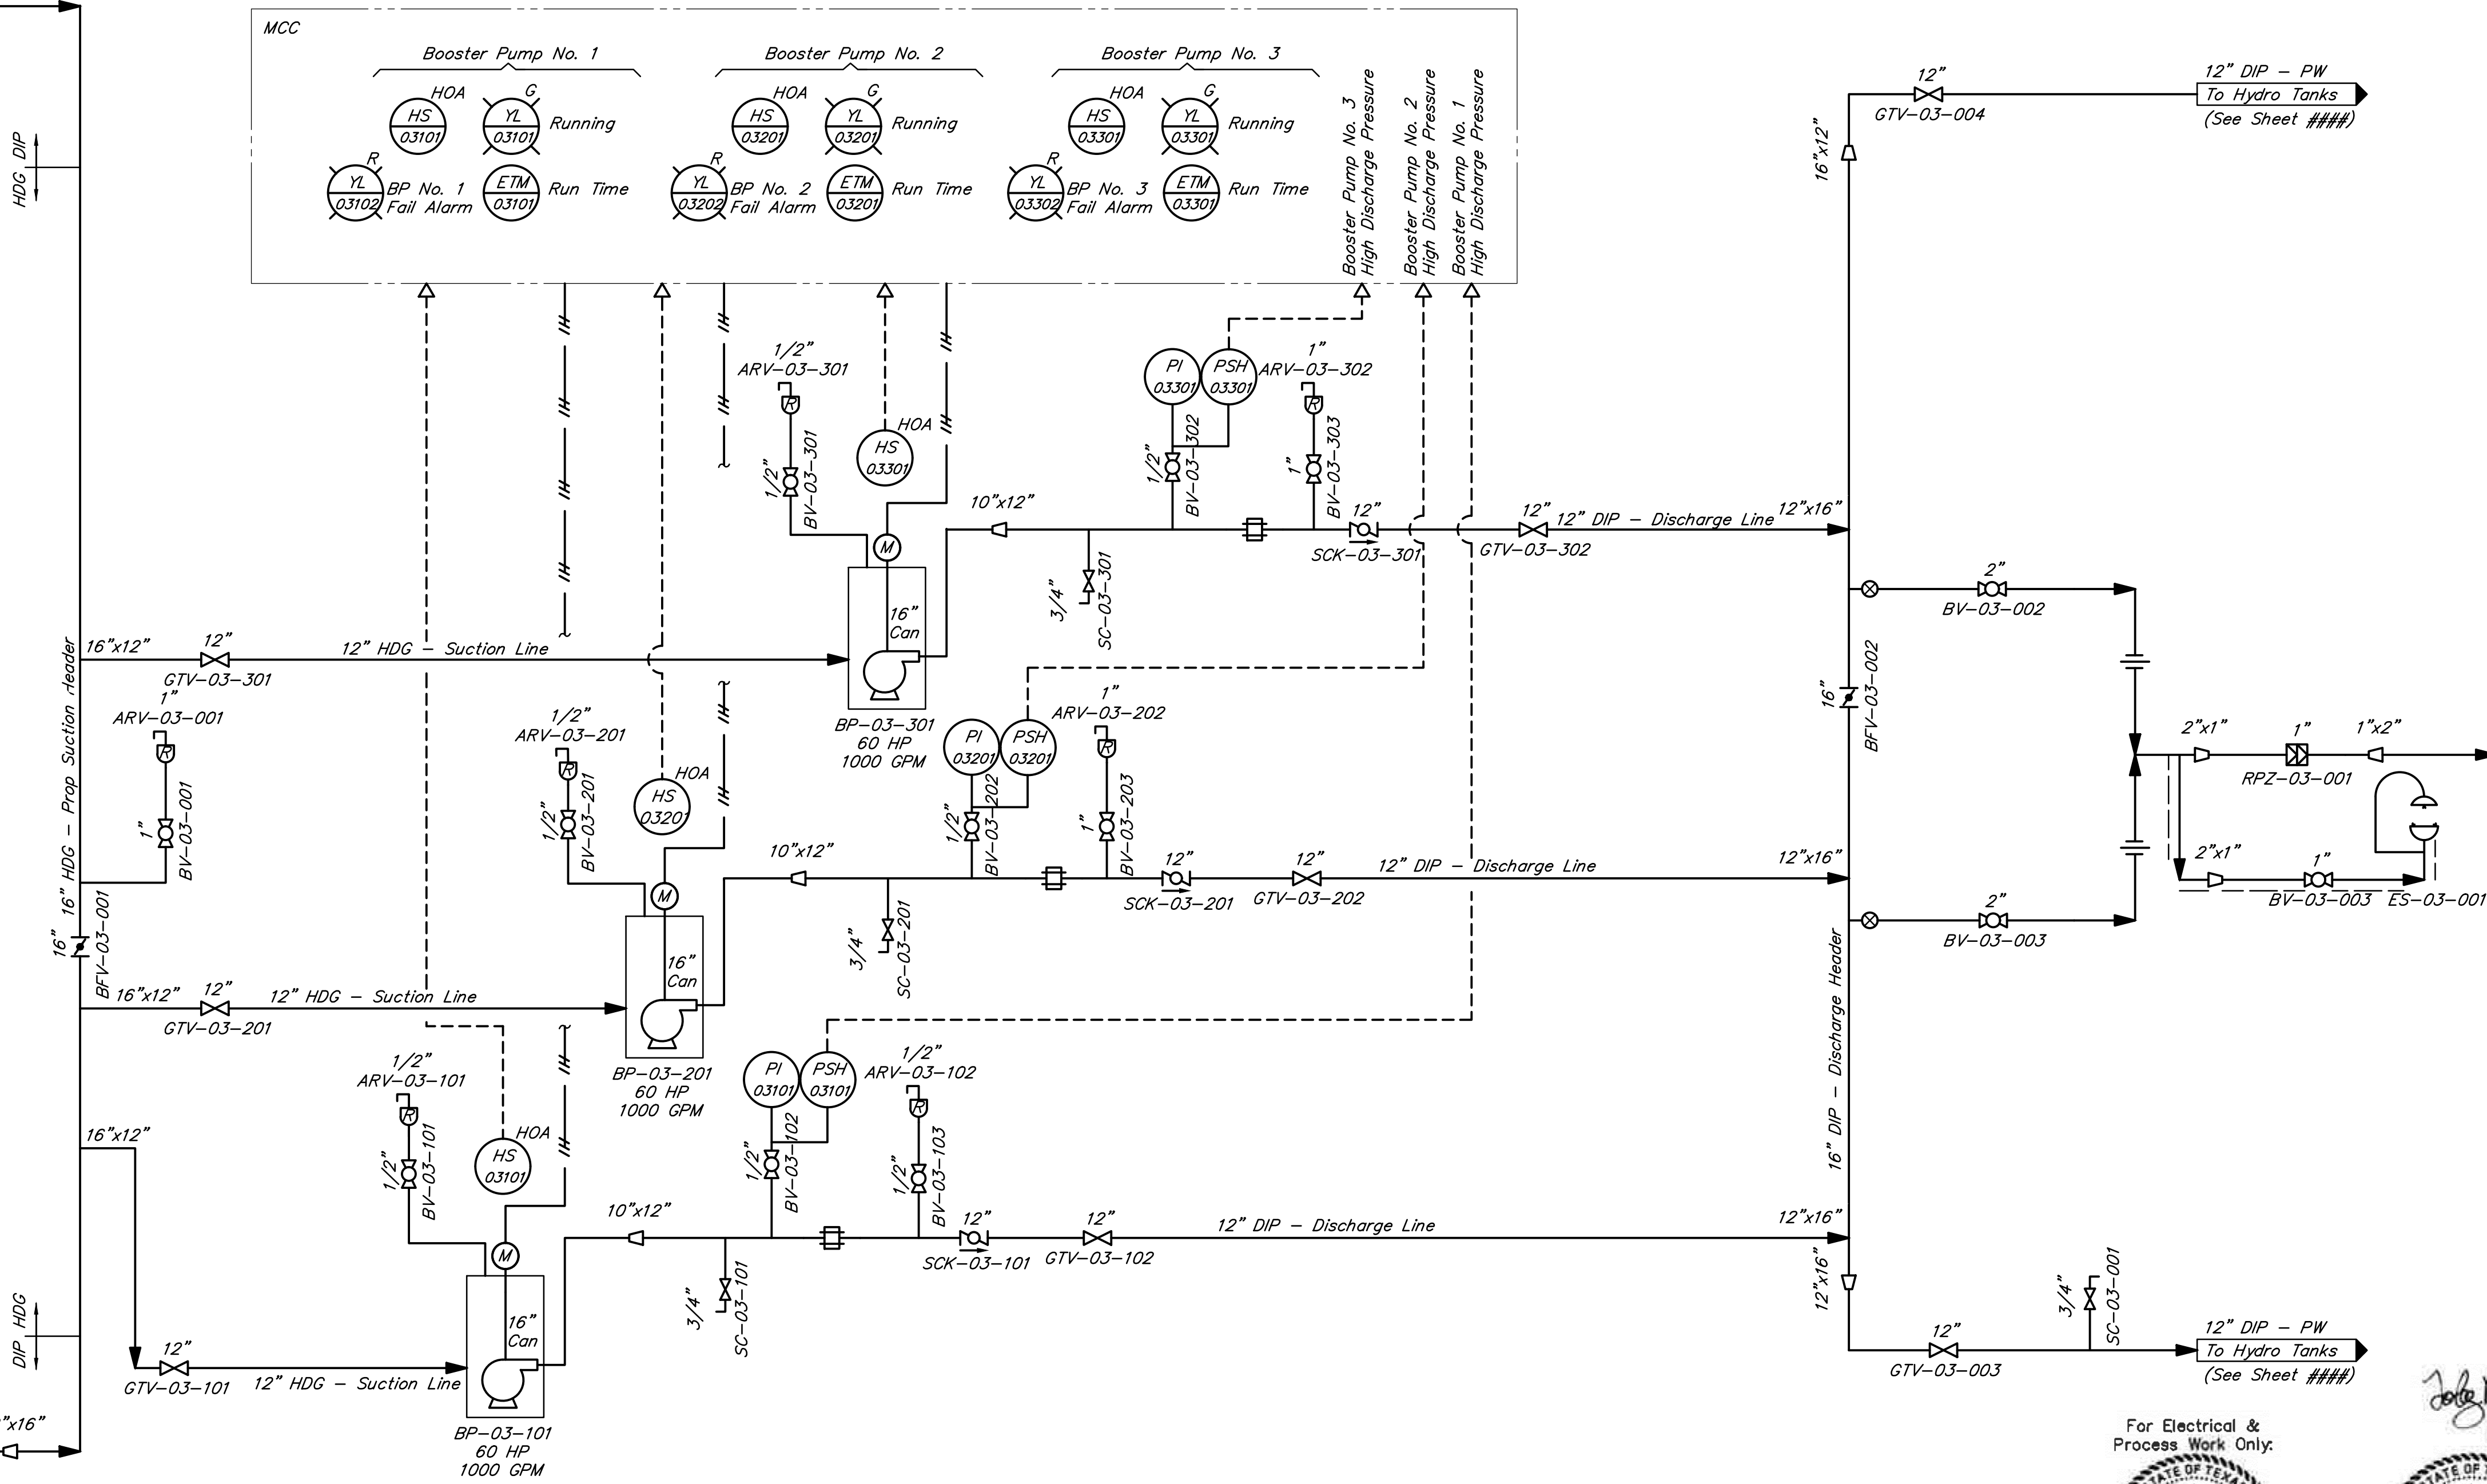 MCC
Booster Pump No. 1
HOA
G
HS
03101
YL
03101
Running
R
YL
03102
BP No. 1
Fail Alarm
ETM
03101
Run Time
Booster Pump No. 2
HOA
G
HS
03201
YL
03201
Running
R
YL
03202
BP No. 2
Fail Alarm
ETM
03201
Run Time
Booster Pump No. 3
HOA
G
HS
03301
YL
03301
Running
R
YL
03302
BP No. 3
Fail Alarm
ETM
03301
Run Time
Booster Pump No. 3
High Discharge Pressure
Booster Pump No. 2
High Discharge Pressure
Booster Pump No. 1
High Discharge Pressure
HDG DIP
12"
GTV-03-004
12" DIP - PW
To Hydro Tanks
(See Sheet ####)
16"x12"
1/2"
ARV-03-301
R
1/2"
BV-03-301
HOA
HS
03301
M
16"
Can
BP-03-301
60 HP
1000 GPM
10"x12"
3/4"
SC-03-301
PI
03301
PSH
03301
1/2"
BV-03-302
1"
ARV-03-302
R
1"
BV-03-303
12"
SCK-03-301
12"
GTV-03-302
12" DIP - Discharge Line
12"x16"
16"x12"
12"
GTV-03-301
12" HDG - Suction Line
16" HDG - Prop Suction Header
1"
ARV-03-001
R
1"
BV-03-001
16"
BFV-03-001
1/2"
ARV-03-201
R
1/2"
BV-03-201
HOA
HS
03201
M
16"
Can
BP-03-201
60 HP
1000 GPM
16"x12"
12"
GTV-03-201
12" HDG - Suction Line
10"x12"
3/4"
SC-03-201
PI
03201
PSH
03201
1/2"
BV-03-202
1"
ARV-03-202
R
1"
BV-03-203
12"
SCK-03-201
12"
GTV-03-202
12" DIP - Discharge Line
12"x16"
2"
BV-03-002
16"
BFV-03-002
2"x1"
1"
RPZ-03-001
1"x2"
2"x1"
1"
BV-03-003
ES-03-001
2"
BV-03-003
16" DIP - Discharge Header
16"x12"
1/2"
ARV-03-101
R
1/2"
BV-03-101
HOA
HS
03101
M
16"
Can
BP-03-101
60 HP
1000 GPM
12"
GTV-03-101
12" HDG - Suction Line
10"x12"
3/4"
SC-03-101
PI
03101
PSH
03101
1/2"
BV-03-102
1/2"
ARV-03-102
R
1/2"
BV-03-103
12"
SCK-03-101
12"
GTV-03-102
12" DIP - Discharge Line
12"x16"
12"x16"
12"
GTV-03-003
3/4"
SC-03-001
12" DIP - PW
To Hydro Tanks
(See Sheet ####)
DIP HDG
"x16"
For Electrical &
Process Work Only:
STATE OF TEXA